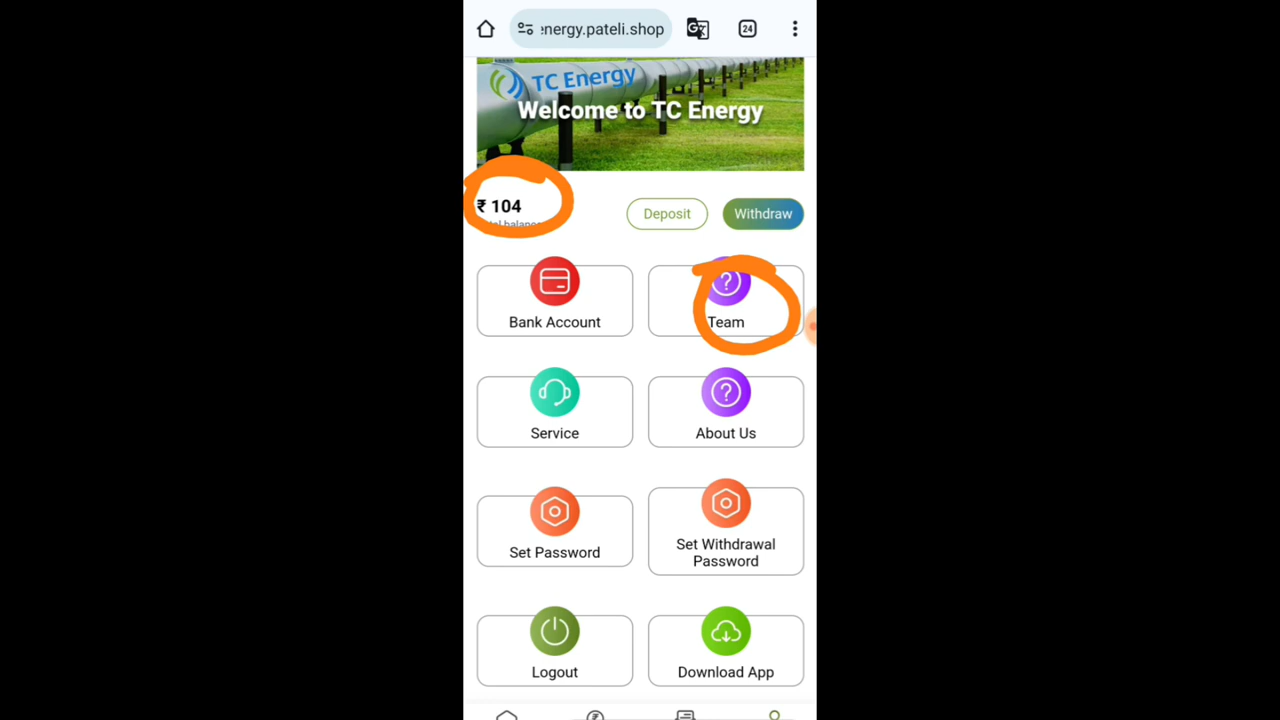 energy.pateli.shop
24
TC Energy
Welcome to TC Energy
₹ 104
Deposit
Withdraw
Bank Account
Team
Service
About Us
Set Password
Set Withdrawal
Password
Logout
Download App